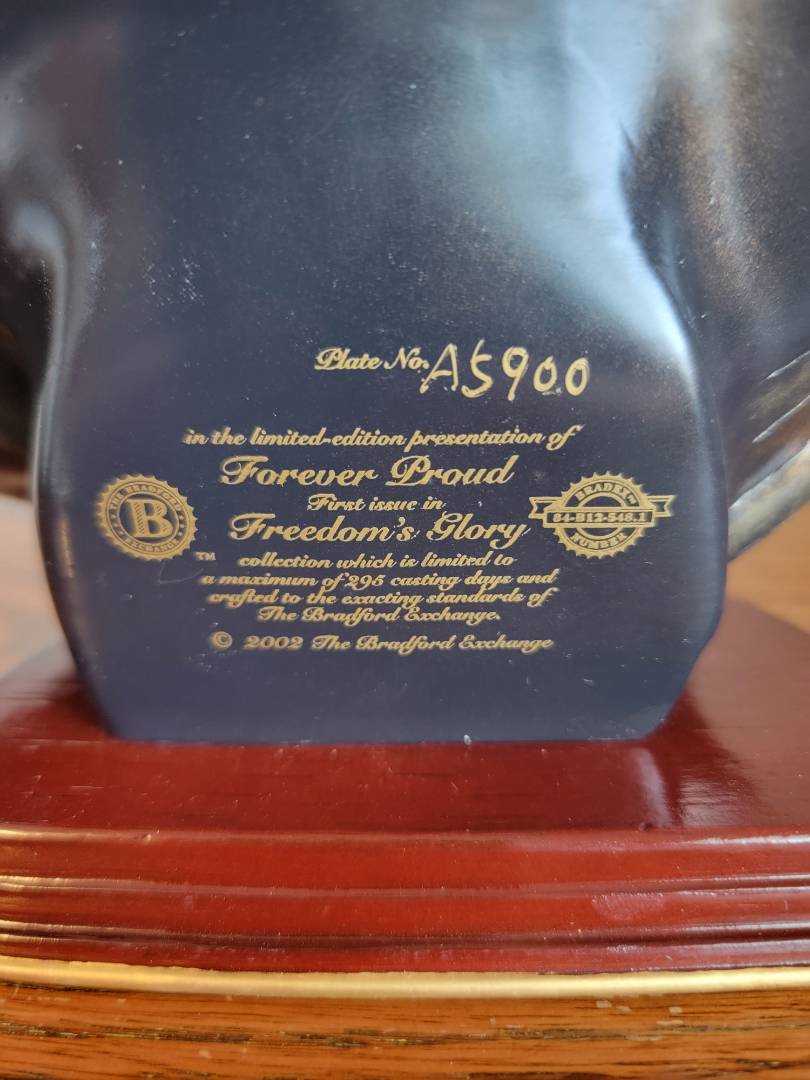 Plate No. A5900
in the limited-edition presentation of
Forever Proud
First issue in
Freedom's Glory
collection which is limited to
a maximum of 295 casting days and
crafted to the exacting standards of
The Bradford Exchange.
© 2002 The Bradford Exchange
THE BRADFORD
B
EXCHANGE
TM
BRADEX™
84-B12-548.1
NUMBER